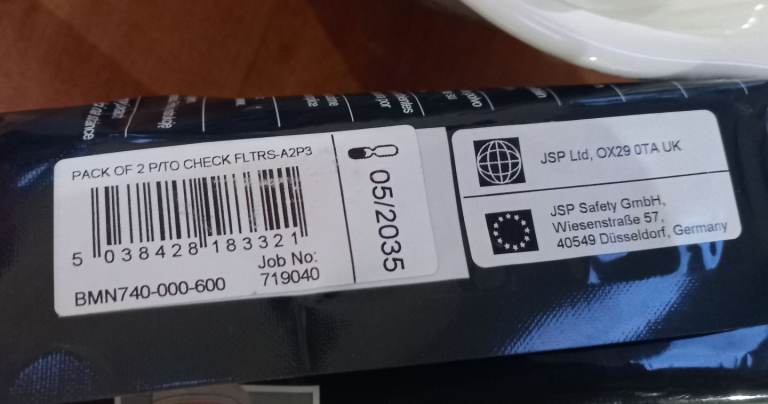 PACK OF 2 P/TO CHECK FLTRS-A2P3
5 038428 183321
Job No:
BMN740-000-600 719040
05/2035
JSP Ltd, OX29 0TA UK
JSP Safety GmbH,
Wiesenstraße 57,
40549 Düsseldorf, Germany